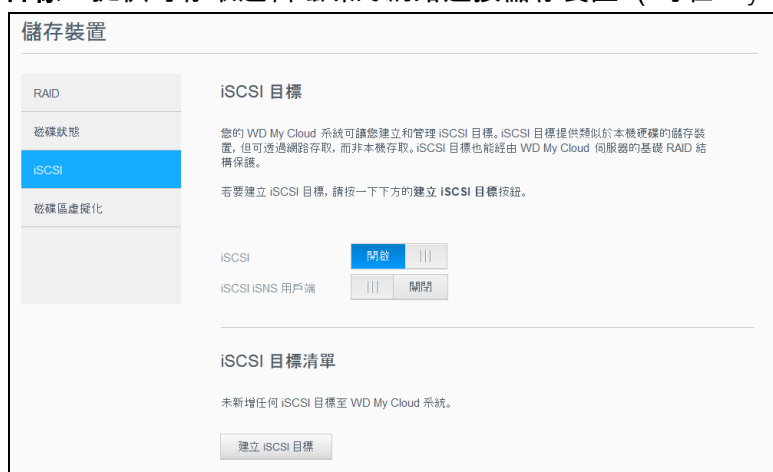 儲存裝置
RAID
磁碟狀態
iSCSI
磁碟區虛擬化
iSCSI 目標
您的 WD My Cloud 系統可讓您建立和管理 iSCSI 目標。iSCSI 目標提供類似於本機硬碟的儲存裝
置，但可透過網路存取，而非本機存取。iSCSI 目標也能經由 WD My Cloud 伺服器的基礎 RAID 結
構保護。
若要建立 iSCSI 目標，請按一下下方的建立 iSCSI 目標按鈕。
iSCSI 開啟
iSCSI iSNS 用戶端 關閉
iSCSI 目標清單
未新增任何 iSCSI 目標至 WD My Cloud 系統。
建立 iSCSI 目標